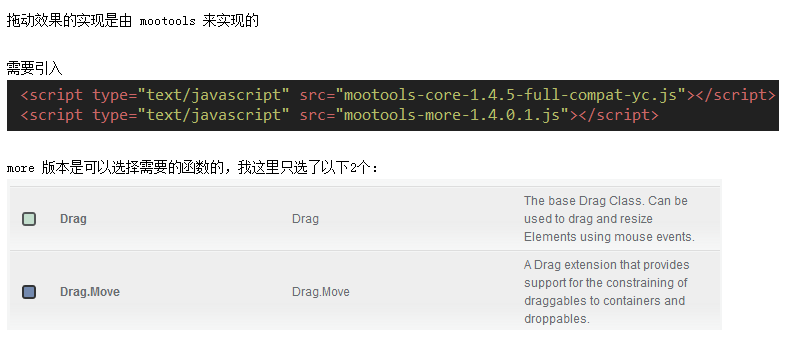 拖动效果的实现是由 mootools 来实现的
需要引入
<script type="text/javascript" src="mootools-core-1.4.5-full-compat-yc.js"></script>
<script type="text/javascript" src="mootools-more-1.4.0.1.js"></script>
more 版本是可以选择需要的函数的，我这里只选了以下2个：
The base Drag Class. Can be
Drag Drag used to drag and resize
Elements using mouse events.
A Drag extension that provides
Drag.Move Drag.Move support for the constraining of
draggables to containers and
droppables.